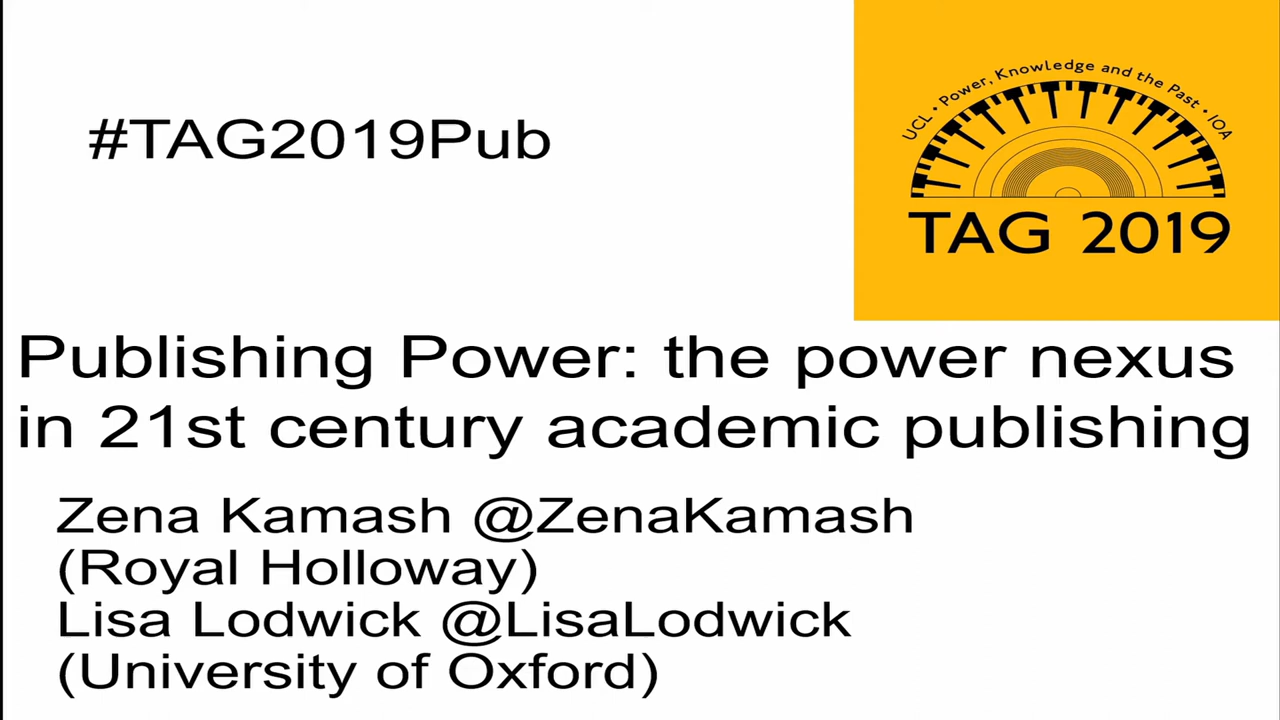 #TAG2019Pub
UCL • Power, Knowledge and the Past • IOA
TAG 2019
Publishing Power: the power nexus
in 21st century academic publishing
Zena Kamash @ZenaKamash
(Royal Holloway)
Lisa Lodwick @LisaLodwick
(University of Oxford)